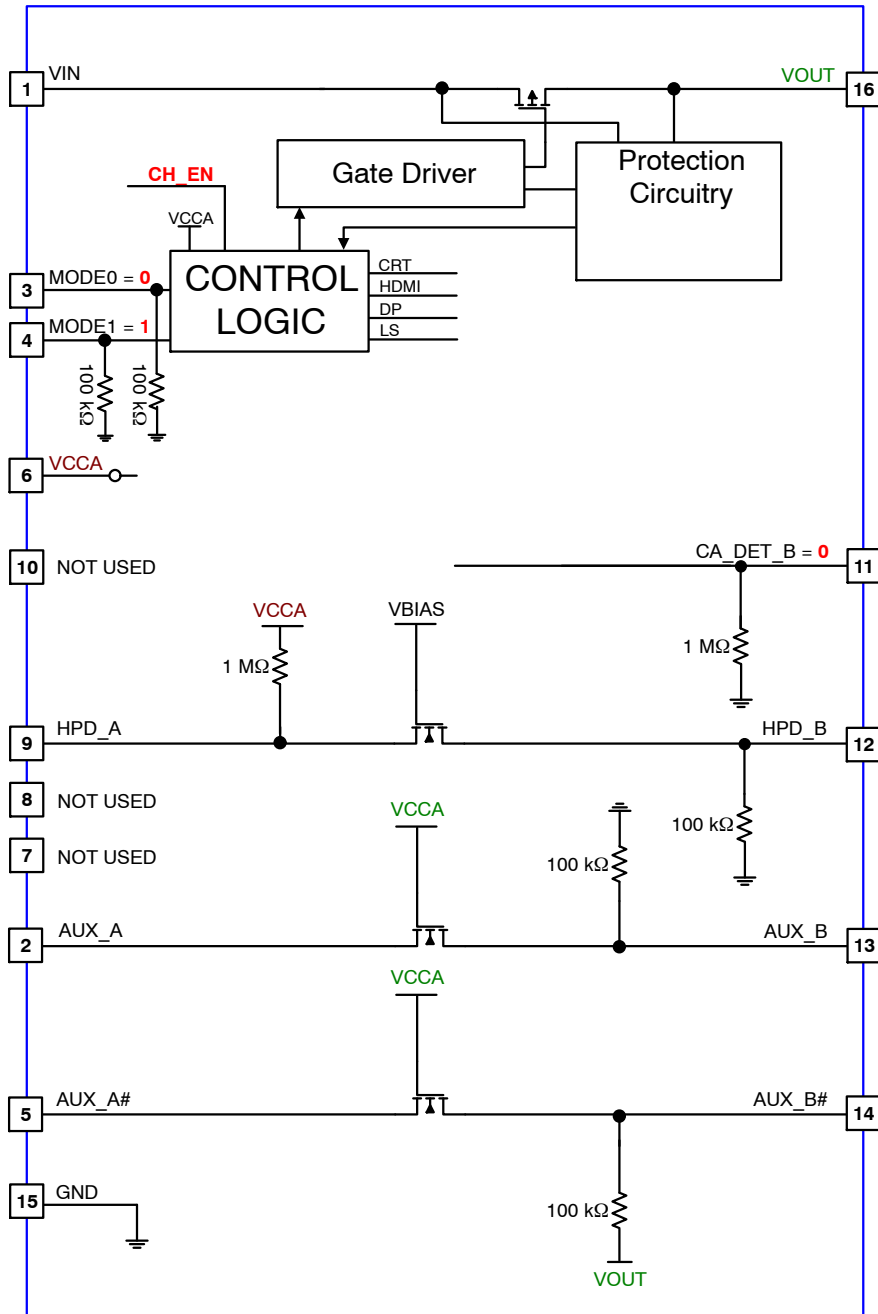 VIN
1
VOUT
16
Gate Driver
Protection
Circuitry
CH_EN
VCCA
CONTROL
LOGIC
CRT
HDMI
DP
LS
3
MODE0 = 0
4
MODE1 = 1
100 kΩ
100 kΩ
6
VCCA
10
NOT USED
CA_DET_B = 0
11
VCCA
VBIAS
1 MΩ
1 MΩ
9
HPD_A
HPD_B
12
8
NOT USED
VCCA
7
NOT USED
100 kΩ
100 kΩ
2
AUX_A
AUX_B
13
VCCA
5
AUX_A#
AUX_B#
14
15
GND
100 kΩ
VOUT